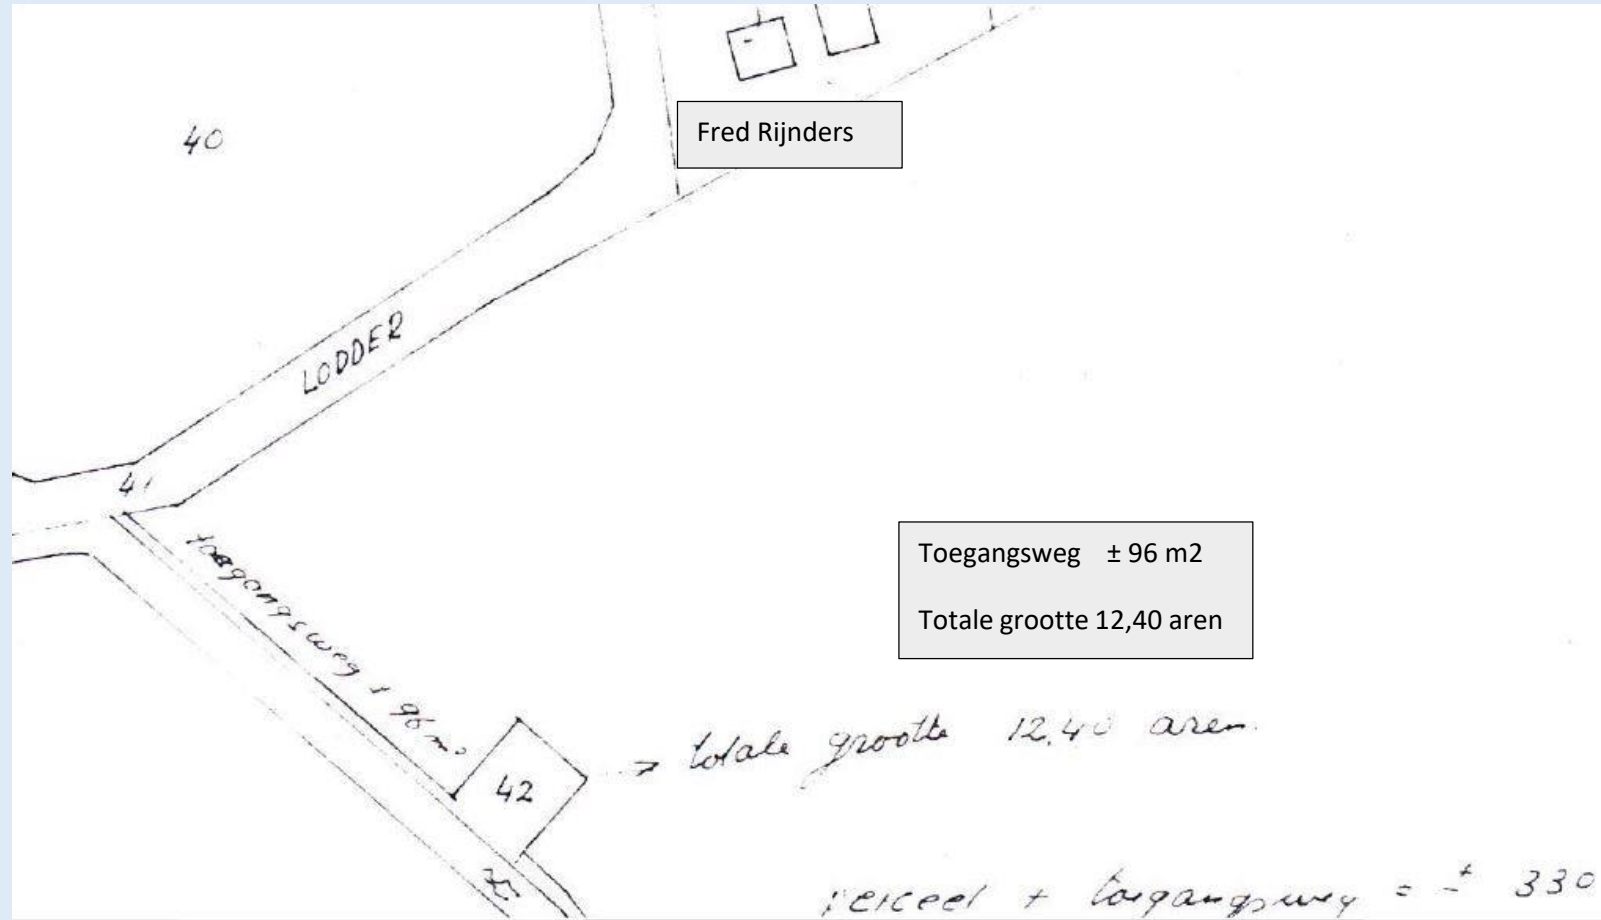 40
Fred Rijnders
LODDER
41
toegangsweg ± 96 m²
Toegangsweg ± 96 m2
Totale grootte 12,40 aren
→ totale grootte 12,40 aren.
42
perceel + toegangsweg = ± 330